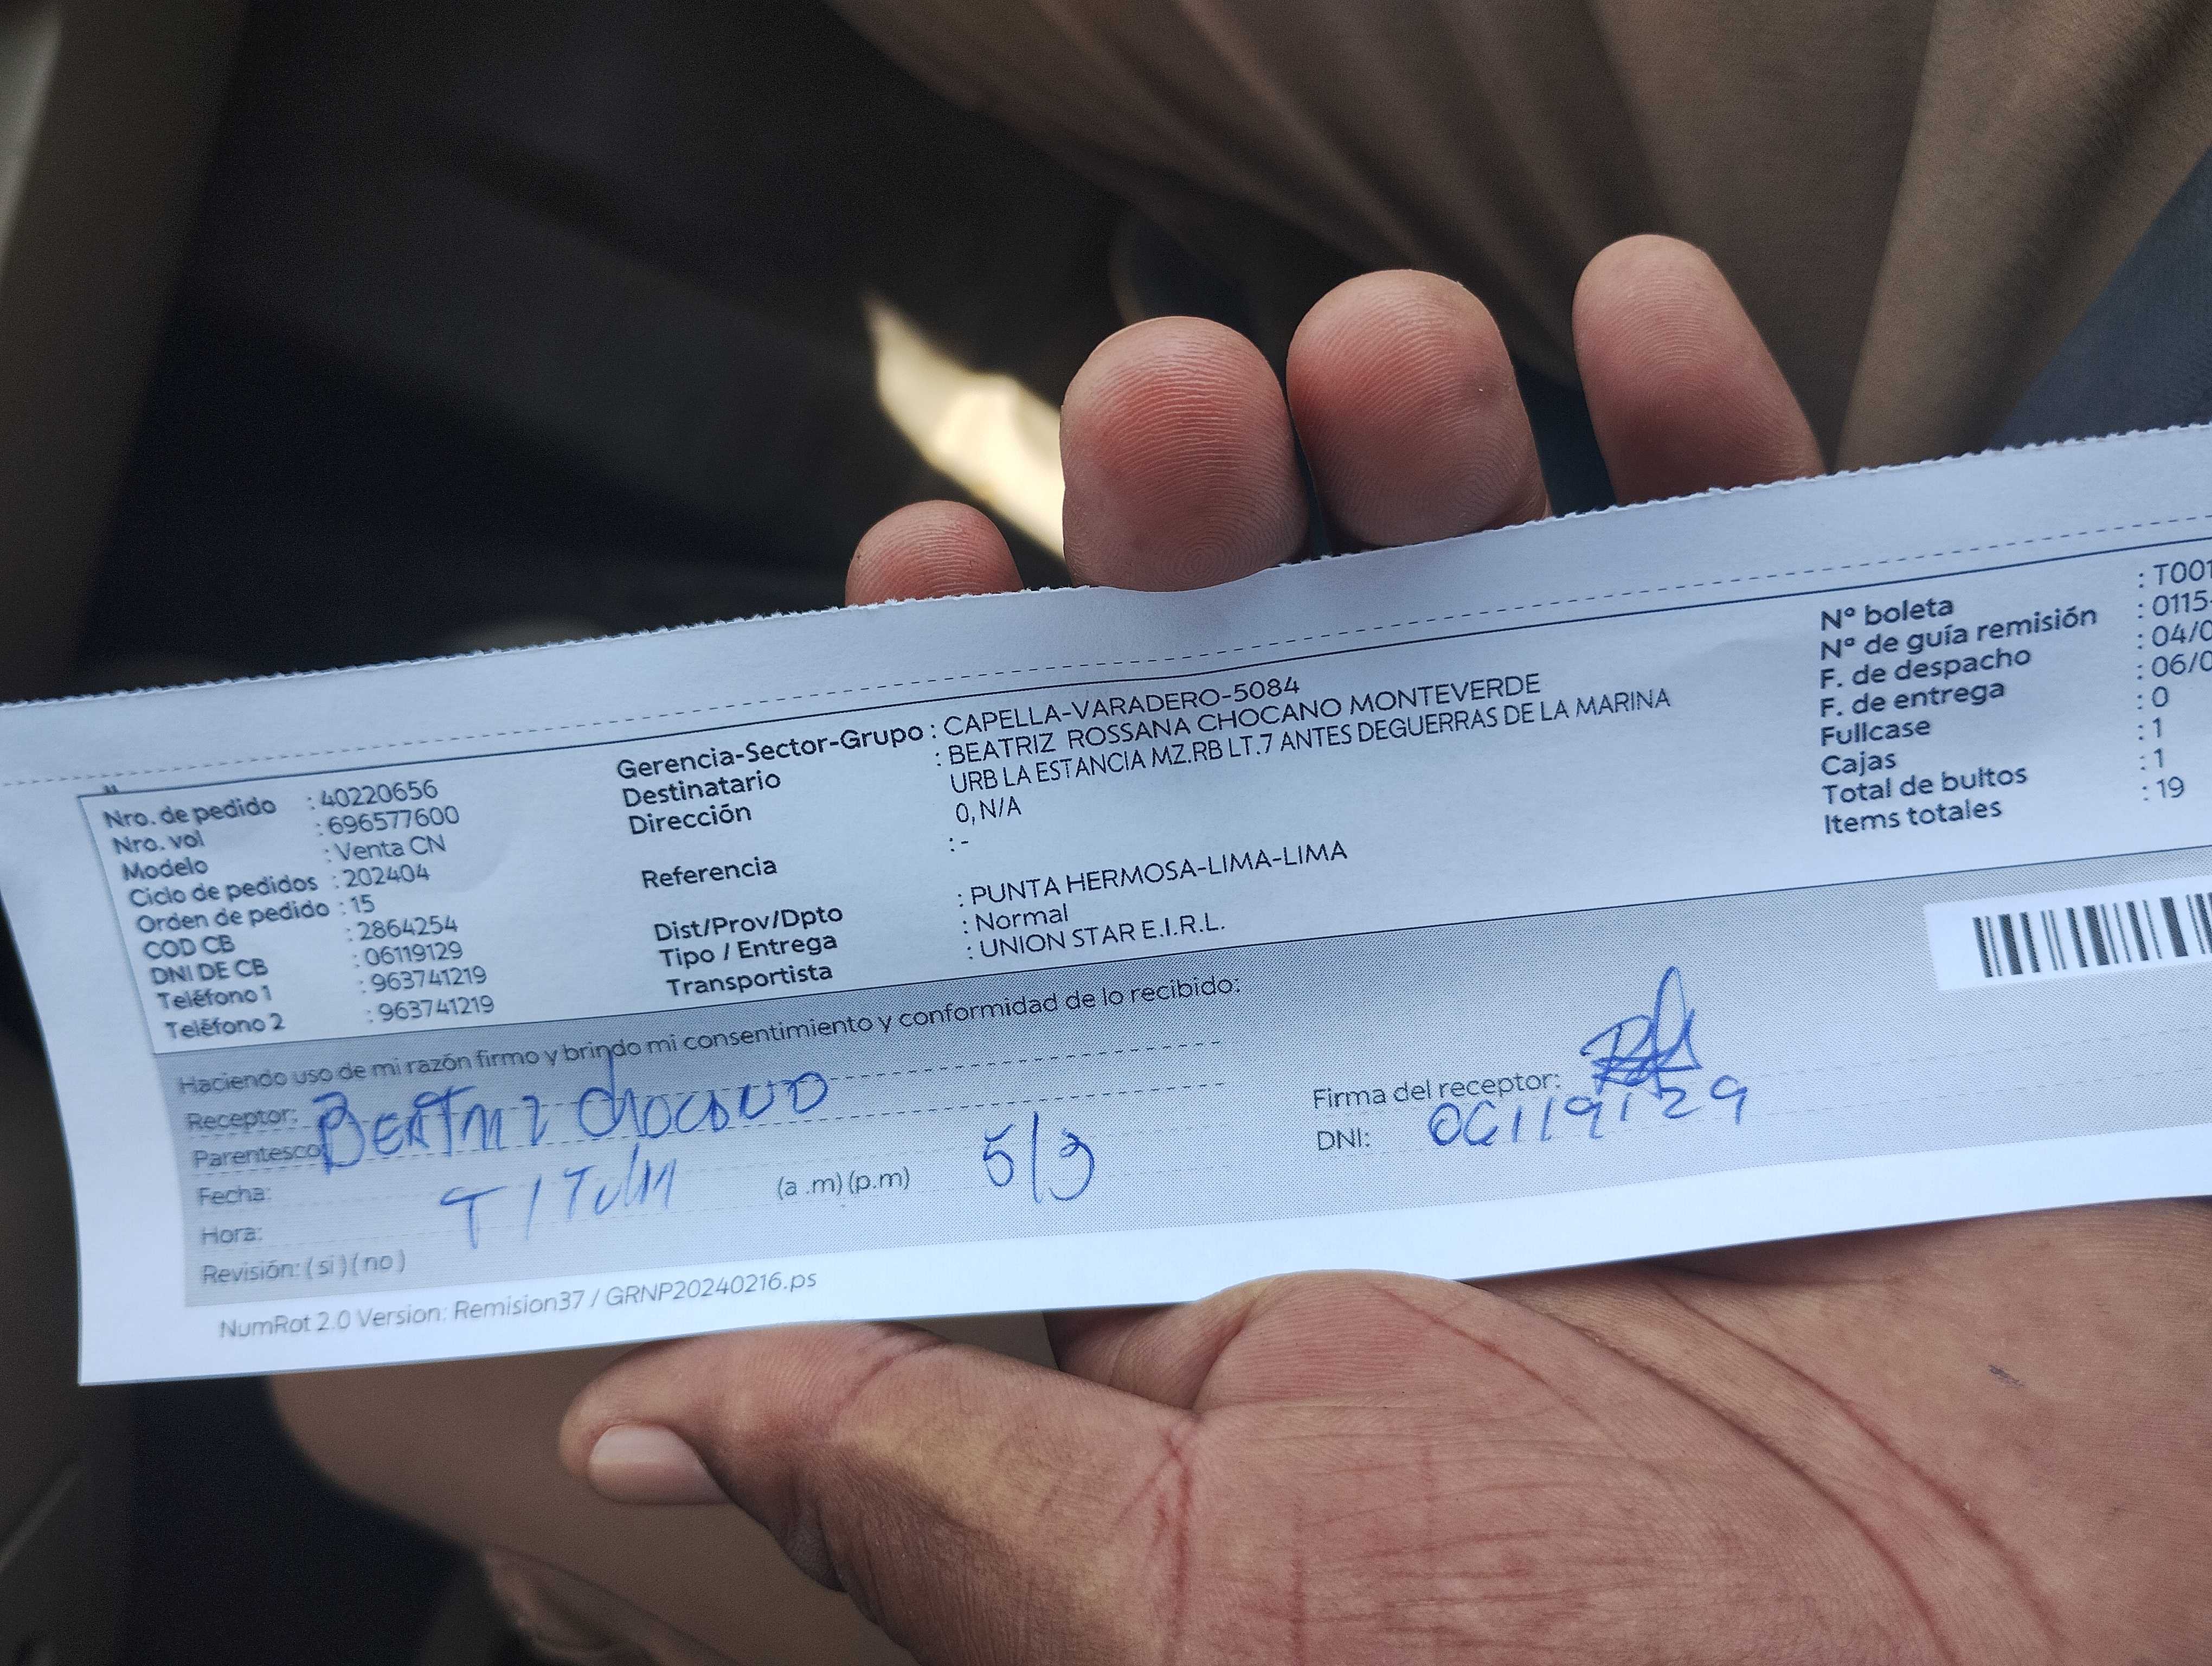 Nro. de pedido : 40220656
Nro. vol : 696577600
Modelo : Venta CN
Ciclo de pedidos : 202404
Orden de pedido : 15
COD CB : 2864254
DNI DE CB : 06119129
Teléfono 1 : 963741219
Teléfono 2 : 963741219
Gerencia-Sector-Grupo : CAPELLA-VARADERO-5084
Destinatario : BEATRIZ ROSSANA CHOCANO MONTEVERDE
Dirección URB LA ESTANCIA MZ.RB LT.7 ANTES DEGUERRAS DE LA MARINA
0, N/A
Referencia : -
Dist/Prov/Dpto : PUNTA HERMOSA-LIMA-LIMA
Tipo / Entrega : Normal
Transportista : UNION STAR E.I.R.L.
Nº boleta : T001
Nº de guía remisión : 0115-
F. de despacho : 04/0
F. de entrega : 06/0
Fullcase : 0
Cajas : 1
Total de bultos : 1
Items totales : 19
Haciendo uso de mi razón firmo y brindo mi consentimiento y conformidad de lo recibido:
Receptor: BEATRIZ CHOCANO
Parentesco:
Fecha: TITULAR
Hora: (a .m) (p.m) 5/3
Revisión: ( si ) ( no )
Firma del receptor:
DNI: 06119129
NumRot 2.0 Version: Remision37 / GRNP20240216.ps